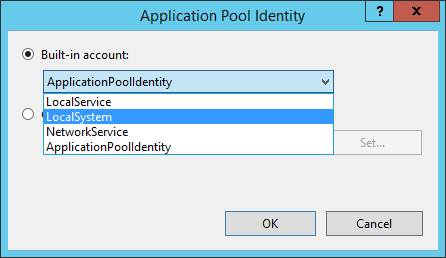 Application Pool Identity
?
Built-in account:
ApplicationPoolIdentity
LocalService
LocalSystem
NetworkService
ApplicationPoolIdentity
Set...
OK
Cancel